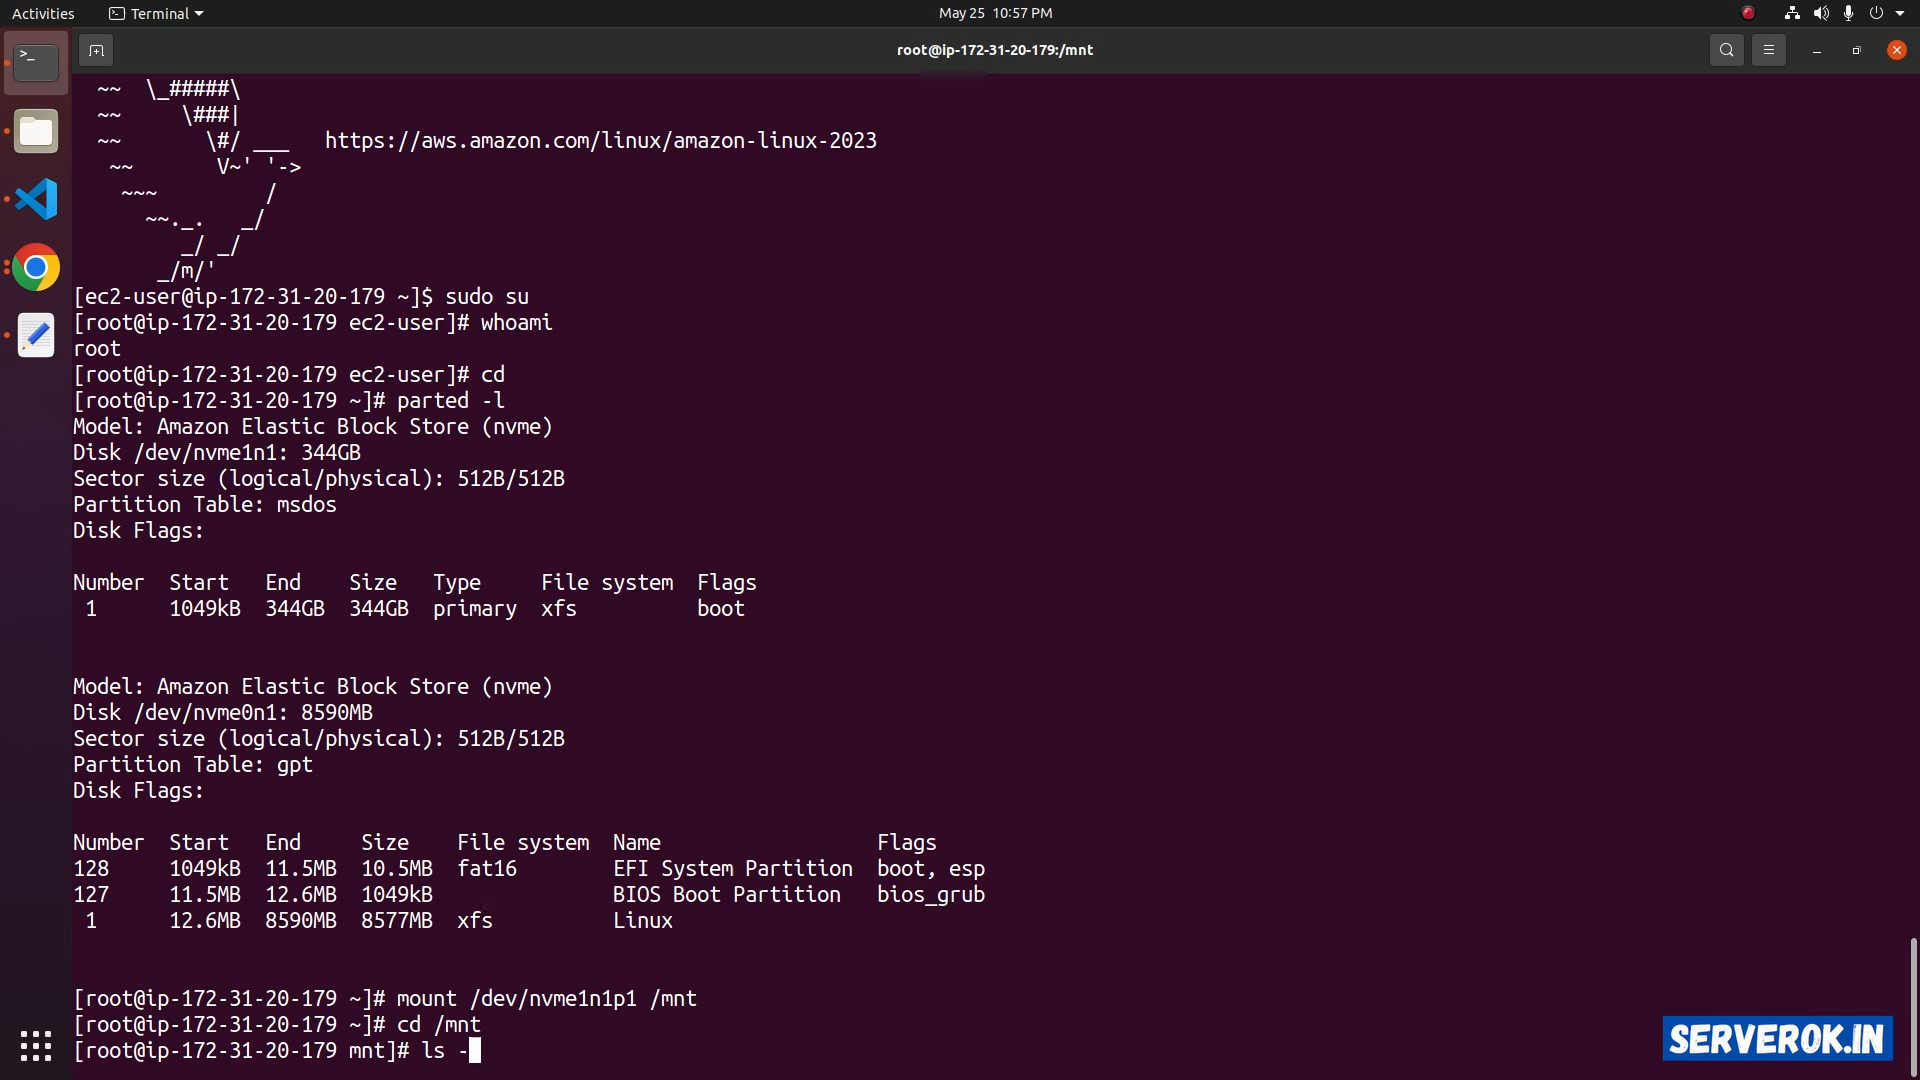 Activities
Terminal
May 25  10:57 PM
root@ip-172-31-20-179:/mnt
~~  \_#####\
~~     \###|
~~       \#/ ___   https://aws.amazon.com/linux/amazon-linux-2023
~~       V~' '->
~~~         /
~~._.   _/
_/ _/
_/m/'
[ec2-user@ip-172-31-20-179 ~]$ sudo su
[root@ip-172-31-20-179 ec2-user]# whoami
root
[root@ip-172-31-20-179 ec2-user]# cd
[root@ip-172-31-20-179 ~]# parted -l
Model: Amazon Elastic Block Store (nvme)
Disk /dev/nvme1n1: 344GB
Sector size (logical/physical): 512B/512B
Partition Table: msdos
Disk Flags:
Number  Start   End    Size   Type     File system  Flags
1      1049kB  344GB  344GB  primary  xfs          boot
Model: Amazon Elastic Block Store (nvme)
Disk /dev/nvme0n1: 8590MB
Sector size (logical/physical): 512B/512B
Partition Table: gpt
Disk Flags:
Number  Start   End     Size    File system  Name                  Flags
128     1049kB  11.5MB  10.5MB  fat16        EFI System Partition  boot, esp
127     11.5MB  12.6MB  1049kB               BIOS Boot Partition   bios_grub
1      12.6MB  8590MB  8577MB  xfs          Linux
[root@ip-172-31-20-179 ~]# mount /dev/nvme1n1p1 /mnt
[root@ip-172-31-20-179 ~]# cd /mnt
[root@ip-172-31-20-179 mnt]# ls -
SERVEROK.IN